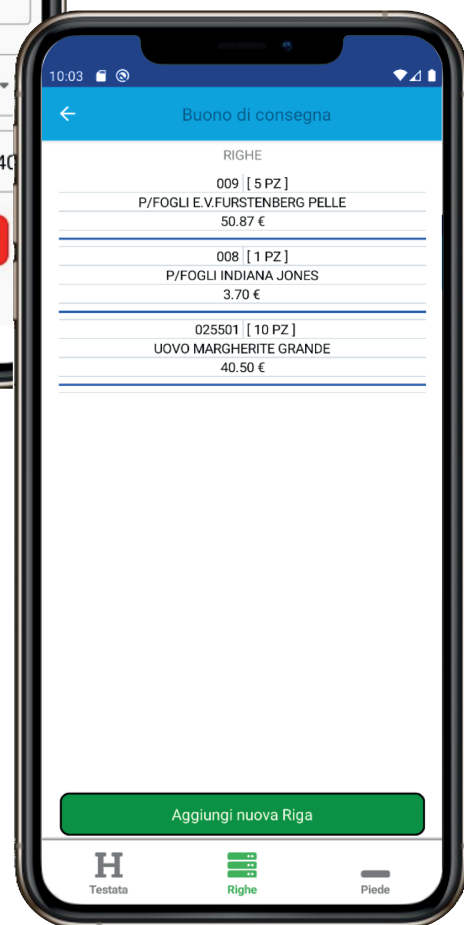 40
10:03
Buono di consegna
RIGHE
009 [ 5 PZ ]
P/FOGLI E.V.FURSTENBERG PELLE
50.87 €
008 [ 1 PZ ]
P/FOGLI INDIANA JONES
3.70 €
025501 [ 10 PZ ]
UOVO MARGHERITE GRANDE
40.50 €
Aggiungi nuova Riga
H
Testata Righe Piede